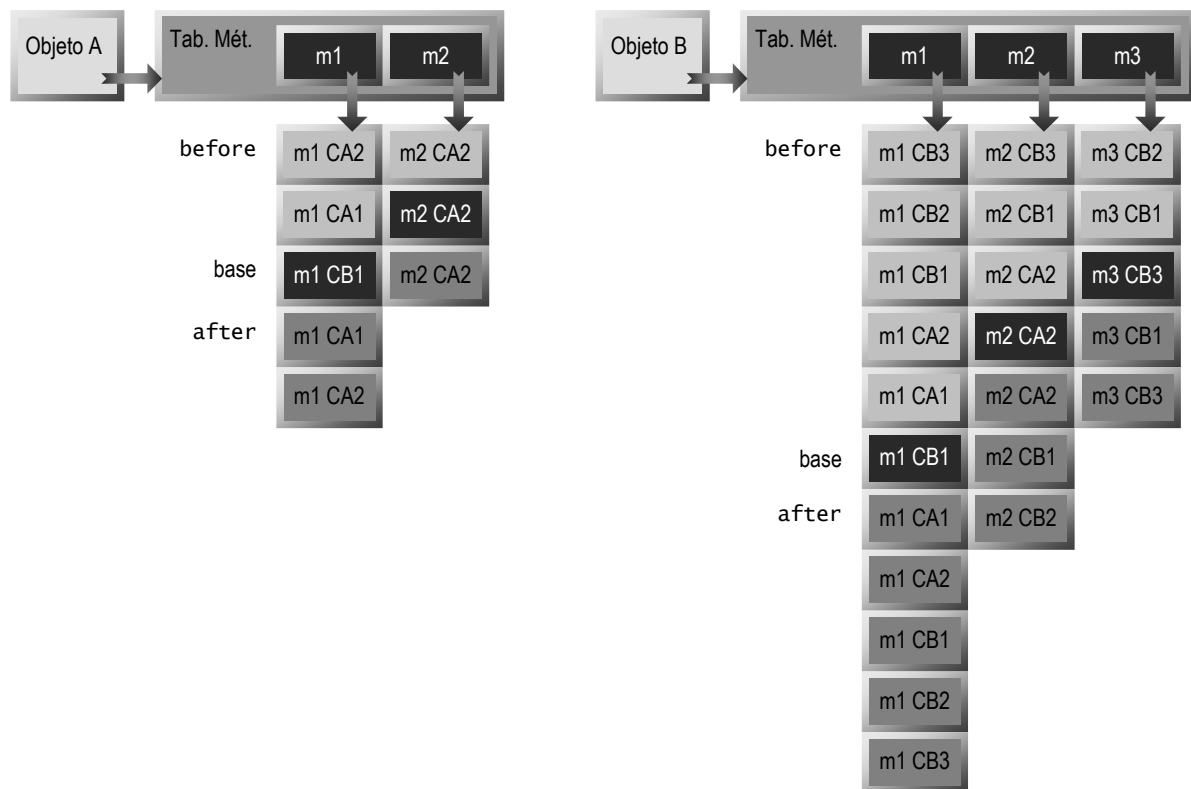 Objeto A Tab. Mét. m1 m2
before m1 CA2 m2 CA2
m1 CA1 m2 CA2
base m1 CB1 m2 CA2
after m1 CA1
m1 CA2
Objeto B Tab. Mét. m1 m2 m3
before m1 CB3 m2 CB3 m3 CB2
m1 CB2 m2 CB1 m3 CB1
m1 CB1 m2 CA2 m3 CB3
m1 CA2 m2 CA2 m3 CB1
m1 CA1 m2 CA2 m3 CB3
base m1 CB1 m2 CB1
after m1 CA1 m2 CB2
m1 CA2
m1 CB1
m1 CB2
m1 CB3